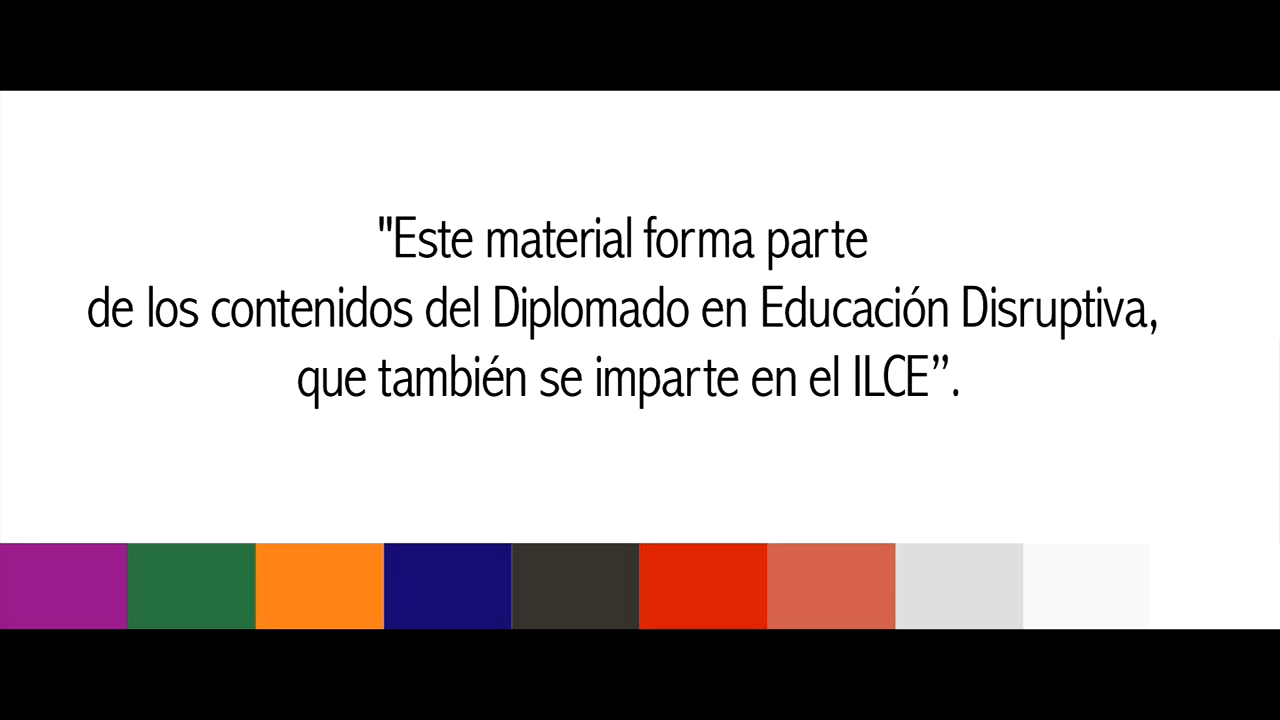 "Este material forma parte
de los contenidos del Diplomado en Educación Disruptiva,
que también se imparte en el ILCE”.